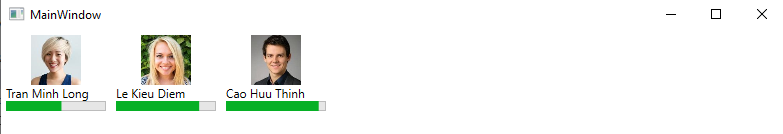 MainWindow
Tran Minh Long
Le Kieu Diem
Cao Huu Thinh